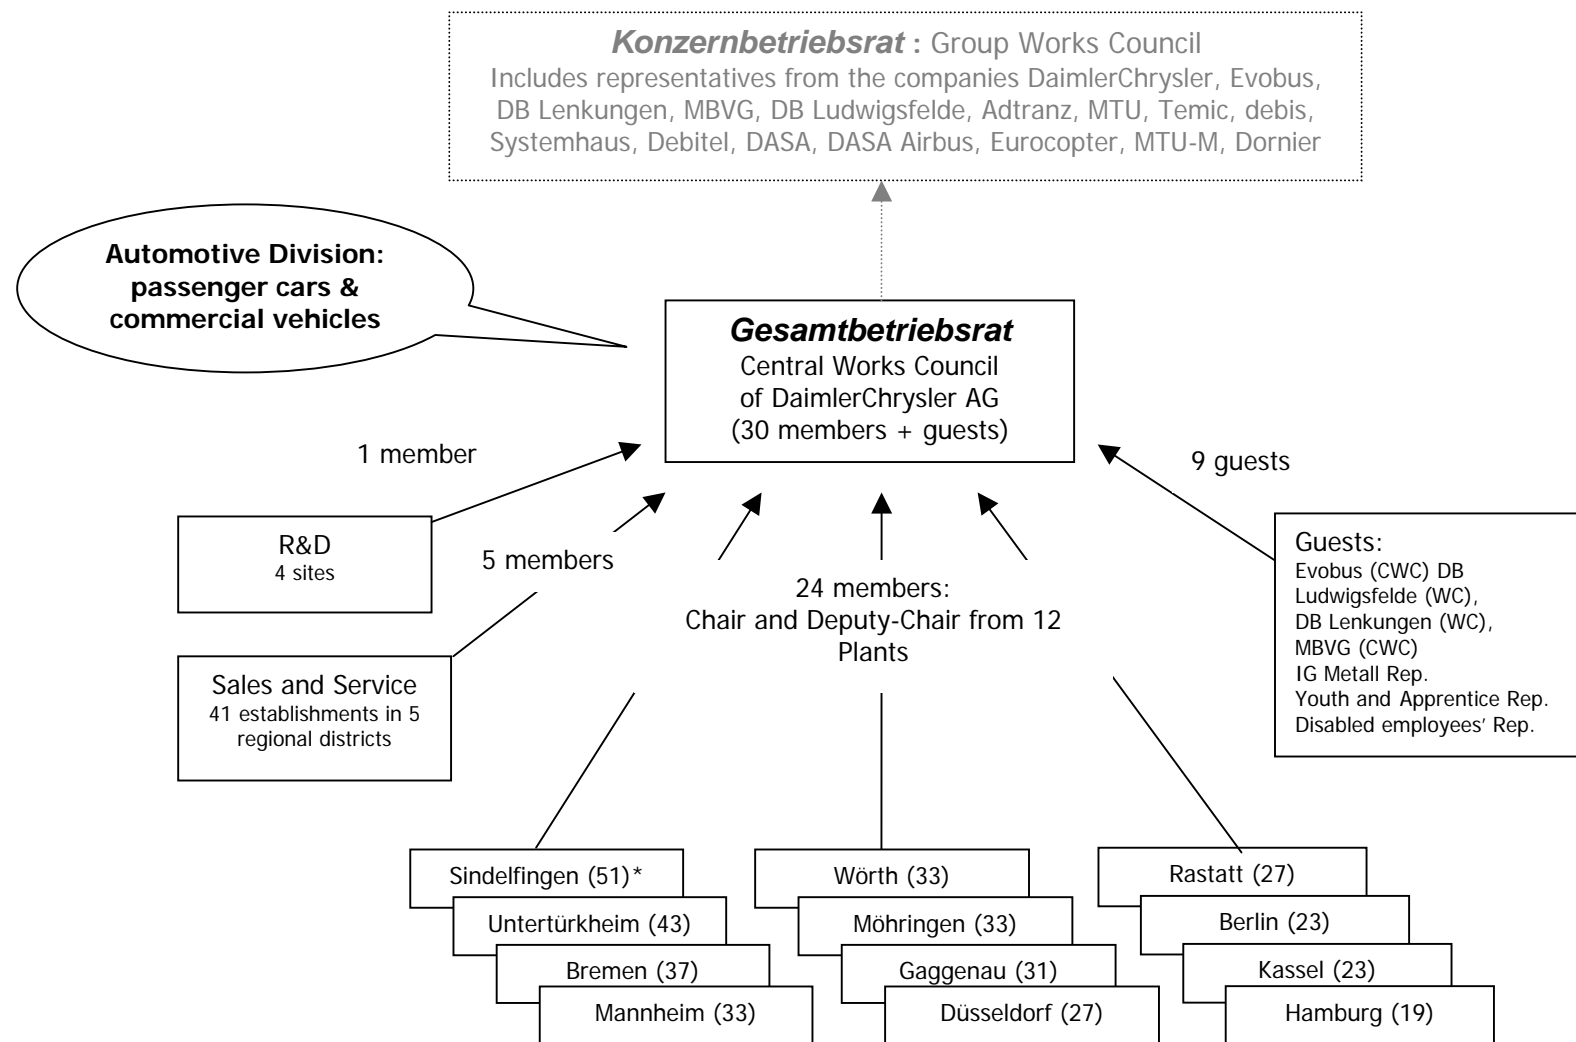 Konzernbetriebsrat : Group Works Council
Includes representatives from the companies DaimlerChrysler, Evobus,
DB Lenkungen, MBVG, DB Ludwigsfelde, Adtranz, MTU, Temic, debis,
Systemhaus, Debitel, DASA, DASA Airbus, Eurocopter, MTU-M, Dornier
Automotive Division:
passenger cars &
commercial vehicles
Gesamtbetriebsrat
Central Works Council
of DaimlerChrysler AG
(30 members + guests)
1 member
9 guests
R&D
4 sites
5 members
24 members:
Chair and Deputy-Chair from 12
Plants
Guests:
Evobus (CWC) DB
Ludwigsfelde (WC),
DB Lenkungen (WC),
MBVG (CWC)
IG Metall Rep.
Youth and Apprentice Rep.
Disabled employees' Rep.
Sales and Service
41 establishments in 5
regional districts
Sindelfingen (51)*
Untertürkheim (43)
Bremen (37)
Mannheim (33)
Wörth (33)
Möhringen (33)
Gaggenau (31)
Düsseldorf (27)
Rastatt (27)
Berlin (23)
Kassel (23)
Hamburg (19)